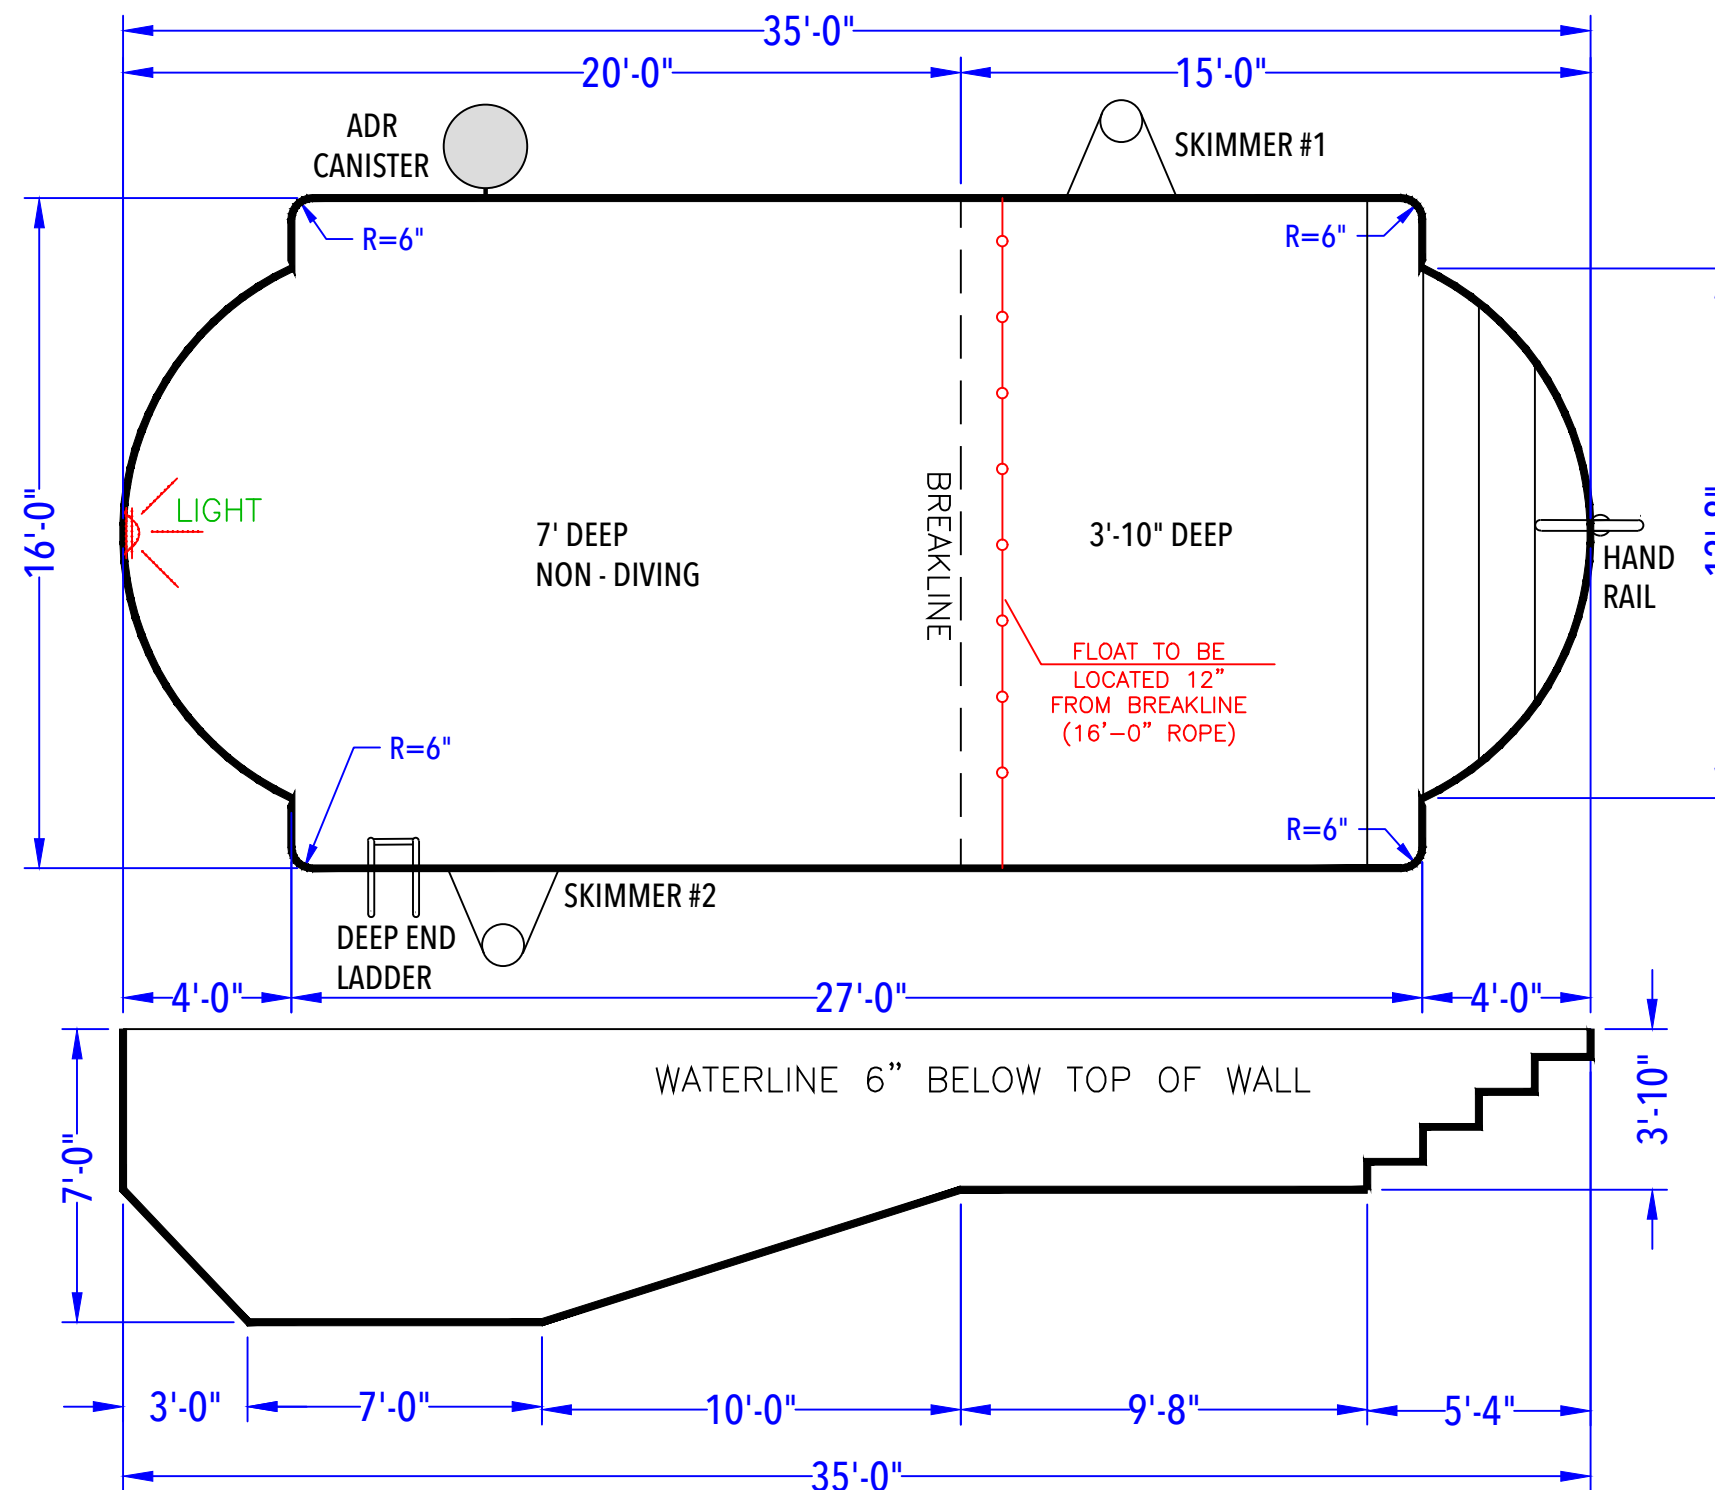 35'-0"
20'-0"
15'-0"
ADR
CANISTER
SKIMMER #1
R=6"
R=6"
LIGHT
16'-0"
7' DEEP
NON - DIVING
BREAKLINE
3'-10" DEEP
HAND
RAIL
FLOAT TO BE
LOCATED 12"
FROM BREAKLINE
(16'-0" ROPE)
R=6"
R=6"
SKIMMER #2
DEEP END
LADDER
4'-0"
27'-0"
4'-0"
WATERLINE 6" BELOW TOP OF WALL
7'-0"
3'-10"
3'-0"
7'-0"
10'-0"
9'-8"
5'-4"
35'-0"